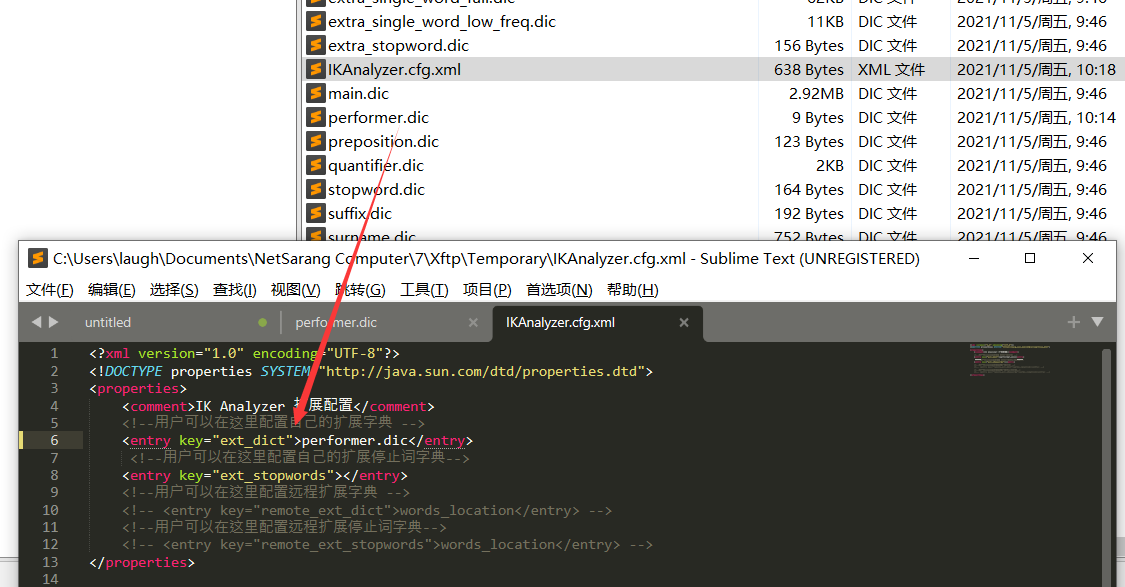 extra_single_word_full.dic 62KB DIC 文件 2021/11/5/周五, 9:46
extra_single_word_low_freq.dic 11KB DIC 文件 2021/11/5/周五, 9:46
extra_stopword.dic 156 Bytes DIC 文件 2021/11/5/周五, 9:46
IKAnalyzer.cfg.xml 638 Bytes XML 文件 2021/11/5/周五, 10:18
main.dic 2.92MB DIC 文件 2021/11/5/周五, 9:46
performer.dic 9 Bytes DIC 文件 2021/11/5/周五, 10:14
preposition.dic 123 Bytes DIC 文件 2021/11/5/周五, 9:46
quantifier.dic 2KB DIC 文件 2021/11/5/周五, 9:46
stopword.dic 164 Bytes DIC 文件 2021/11/5/周五, 9:46
suffix.dic 192 Bytes DIC 文件 2021/11/5/周五, 9:46
surname.dic 752 Bytes DIC 文件 2021/11/5/周五, 9:46
C:\Users\laugh\Documents\NetSarang Computer\7\Xftp\Temporary\IKAnalyzer.cfg.xml - Sublime Text (UNREGISTERED)
文件(F) 编辑(E) 选择(S) 查找(I) 视图(V) 跳转(G) 工具(T) 项目(P) 首选项(N) 帮助(H)
untitled performer.dic IKAnalyzer.cfg.xml
1 <?xml version="1.0" encoding="UTF-8"?>
2 <!DOCTYPE properties SYSTEM "http://java.sun.com/dtd/properties.dtd">
3 <properties>
4 <comment>IK Analyzer 扩展配置</comment>
5 <!--用户可以在这里配置自己的扩展字典 -->
6 <entry key="ext_dict">performer.dic</entry>
7 <!--用户可以在这里配置自己的扩展停止词字典-->
8 <entry key="ext_stopwords"></entry>
9 <!--用户可以在这里配置远程扩展字典 -->
10 <!-- <entry key="remote_ext_dict">words_location</entry> -->
11 <!--用户可以在这里配置远程扩展停止词字典-->
12 <!-- <entry key="remote_ext_stopwords">words_location</entry> -->
13 </properties>
14